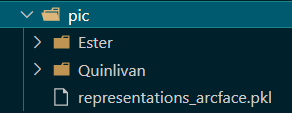 pic
Ester
Quinlivan
representations_arcface.pkl